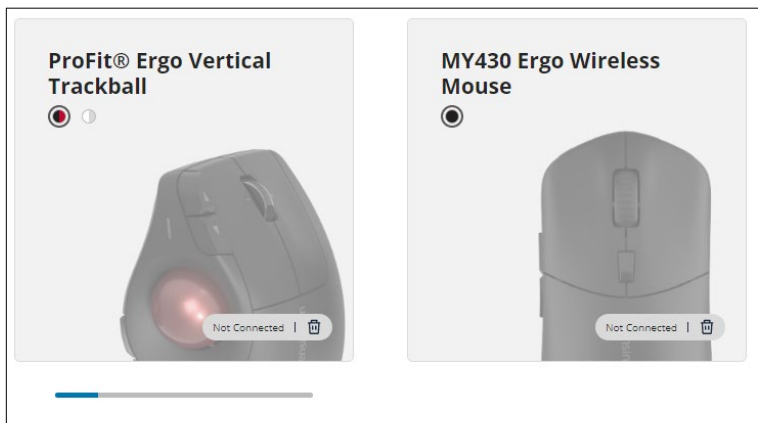 ProFit® Ergo Vertical
Trackball
Not Connected |
MY430 Ergo Wireless
Mouse
Not Connected |